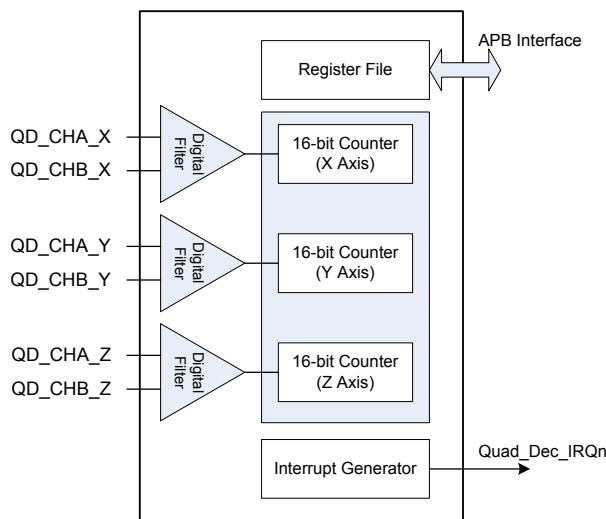 APB Interface
Register File
QD_CHA_X
QD_CHB_X
Digital
Filter
16-bit Counter
(X Axis)
QD_CHA_Y
QD_CHB_Y
Digital
Filter
16-bit Counter
(Y Axis)
QD_CHA_Z
QD_CHB_Z
Digital
Filter
16-bit Counter
(Z Axis)
Interrupt Generator
Quad_Dec_IRQn